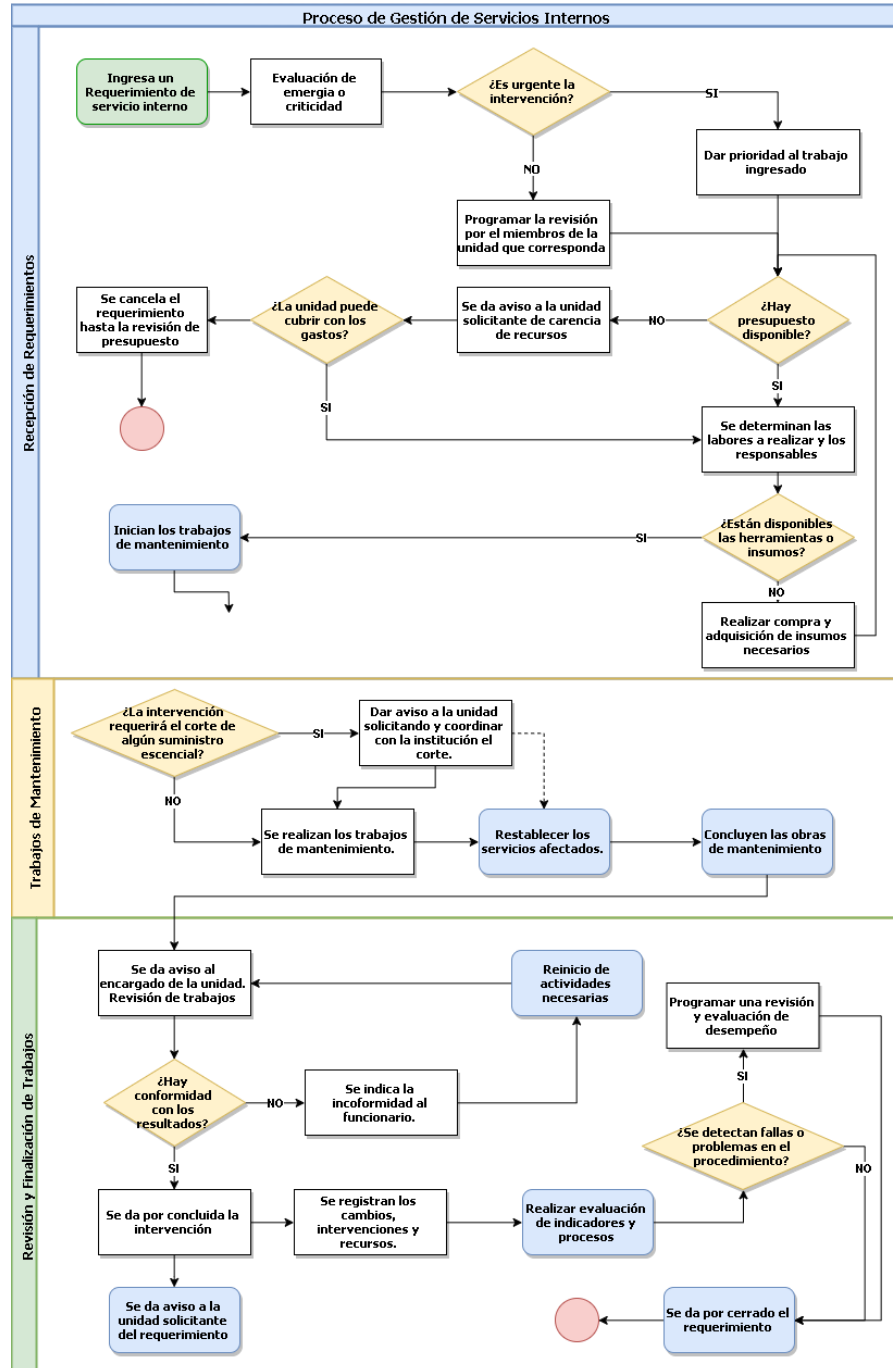 Proceso de Gestión de Servicios Internos
Recepción de Requerimientos
Ingresa un
Requerimiento de
servicio interno
Evaluación de
emergia o
criticidad
¿Es urgente la
intervención?
SI
Dar prioridad al trabajo
ingresado
NO
Programar la revisión
por el miembros de la
unidad que corresponda
Se cancela el
requerimiento
hasta la revisión de
presupuesto
¿La unidad puede
cubrir con los
gastos?
Se da aviso a la unidad
solicitante de carencia
de recursos
NO
¿Hay
presupuesto
disponible?
SI
SI
Se determinan las
labores a realizar y los
responsables
Inician los trabajos
de mantenimiento
SI
¿Están disponibles
las herramientas o
insumos?
NO
Realizar compra y
adquisición de insumos
necesarios
Trabajos de Mantenimiento
¿La intervención
requerirá el corte de
algún suministro
escencial?
SI
Dar aviso a la unidad
solicitando y coordinar
con la institución el
corte.
NO
Se realizan los trabajos
de mantenimiento.
Restablecer los
servicios afectados.
Concluyen las obras
de mantenimiento
Revisión y Finalización de Trabajos
Se da aviso al
encargado de la unidad.
Revisión de trabajos
Reinicio de
actividades
necesarias
Programar una revisión
y evaluación de
desempeño
¿Hay
conformidad
con los
resultados?
NO
Se indica la
incoformidad al
funcionario.
SI
¿Se detectan fallas o
problemas en el
procedimiento?
NO
SI
Se da por concluida la
intervención
Se registran los
cambios,
intervenciones y
recursos.
Realizar evaluación
de indicadores y
procesos
Se da aviso a la
unidad solicitante
del requerimiento
Se da por cerrado el
requerimiento